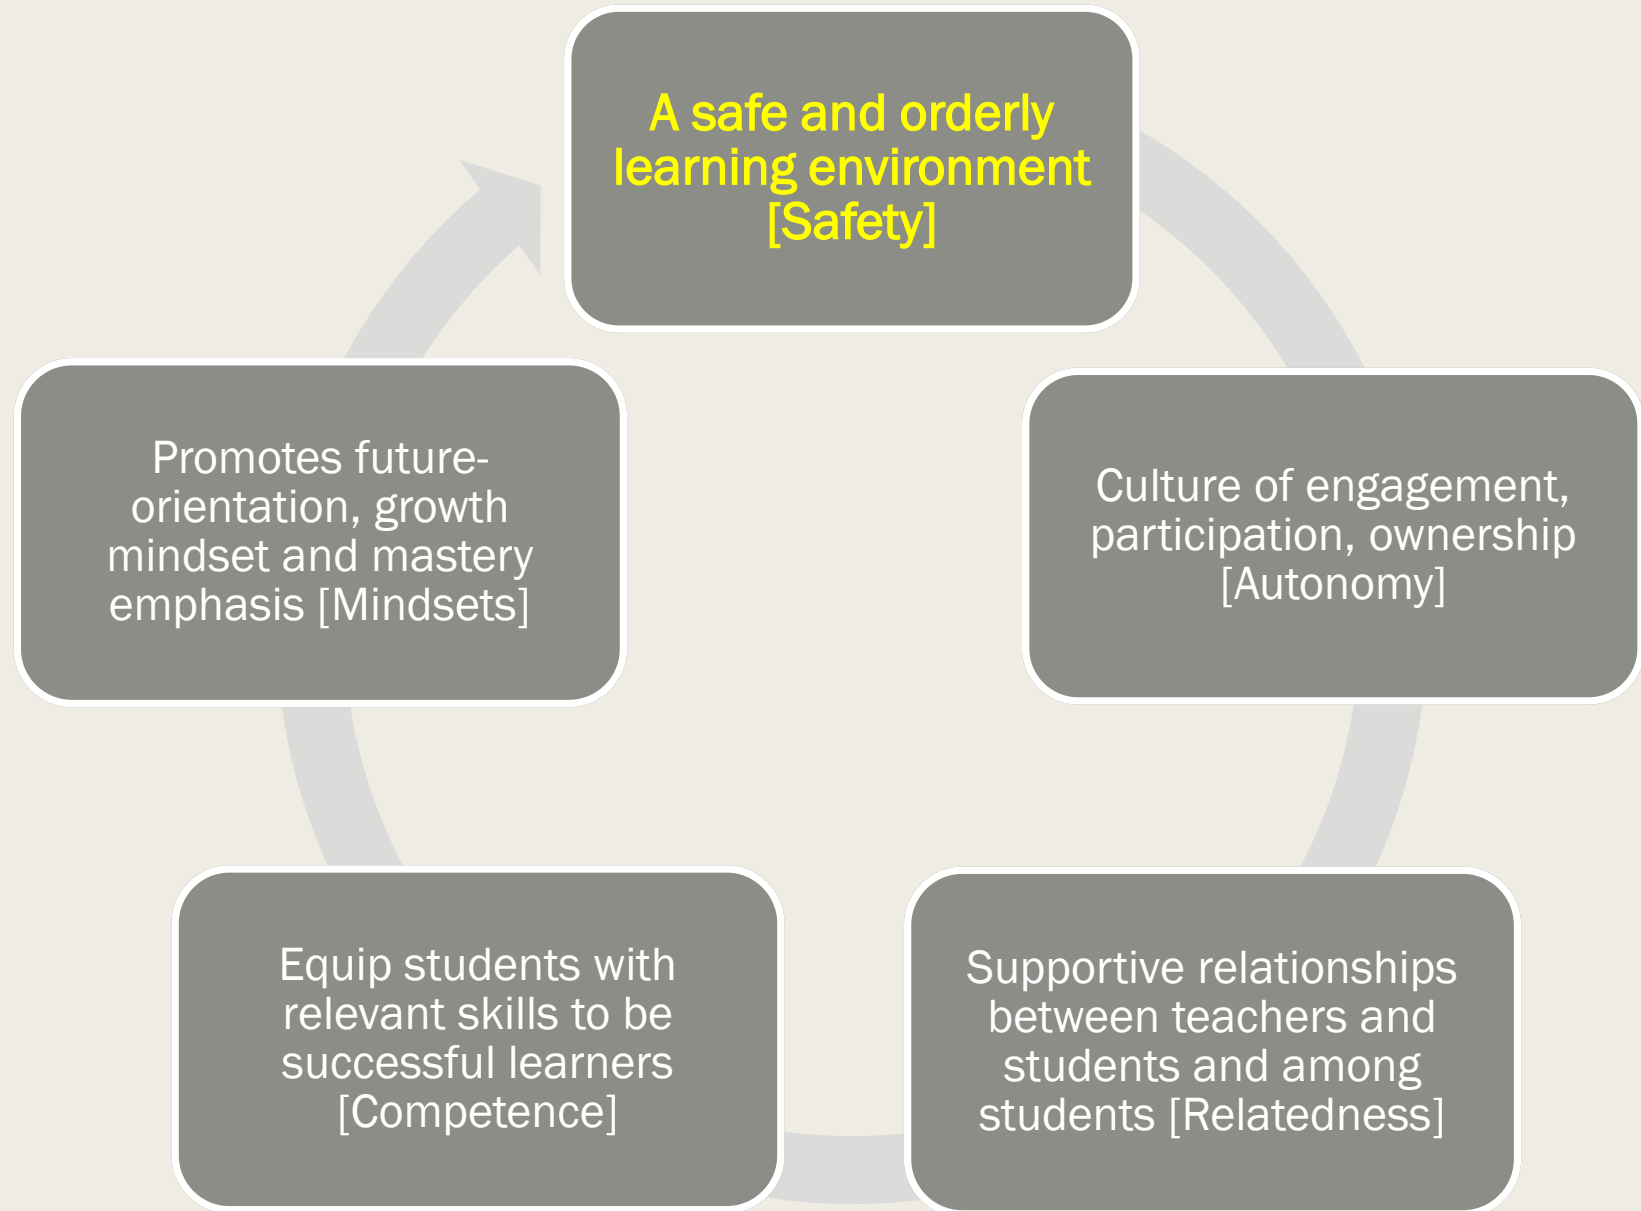 A safe and orderly
learning environment
[Safety]
Culture of engagement,
participation, ownership
[Autonomy]
Supportive relationships
between teachers and
students and among
students [Relatedness]
Equip students with
relevant skills to be
successful learners
[Competence]
Promotes future-
orientation, growth
mindset and mastery
emphasis [Mindsets]